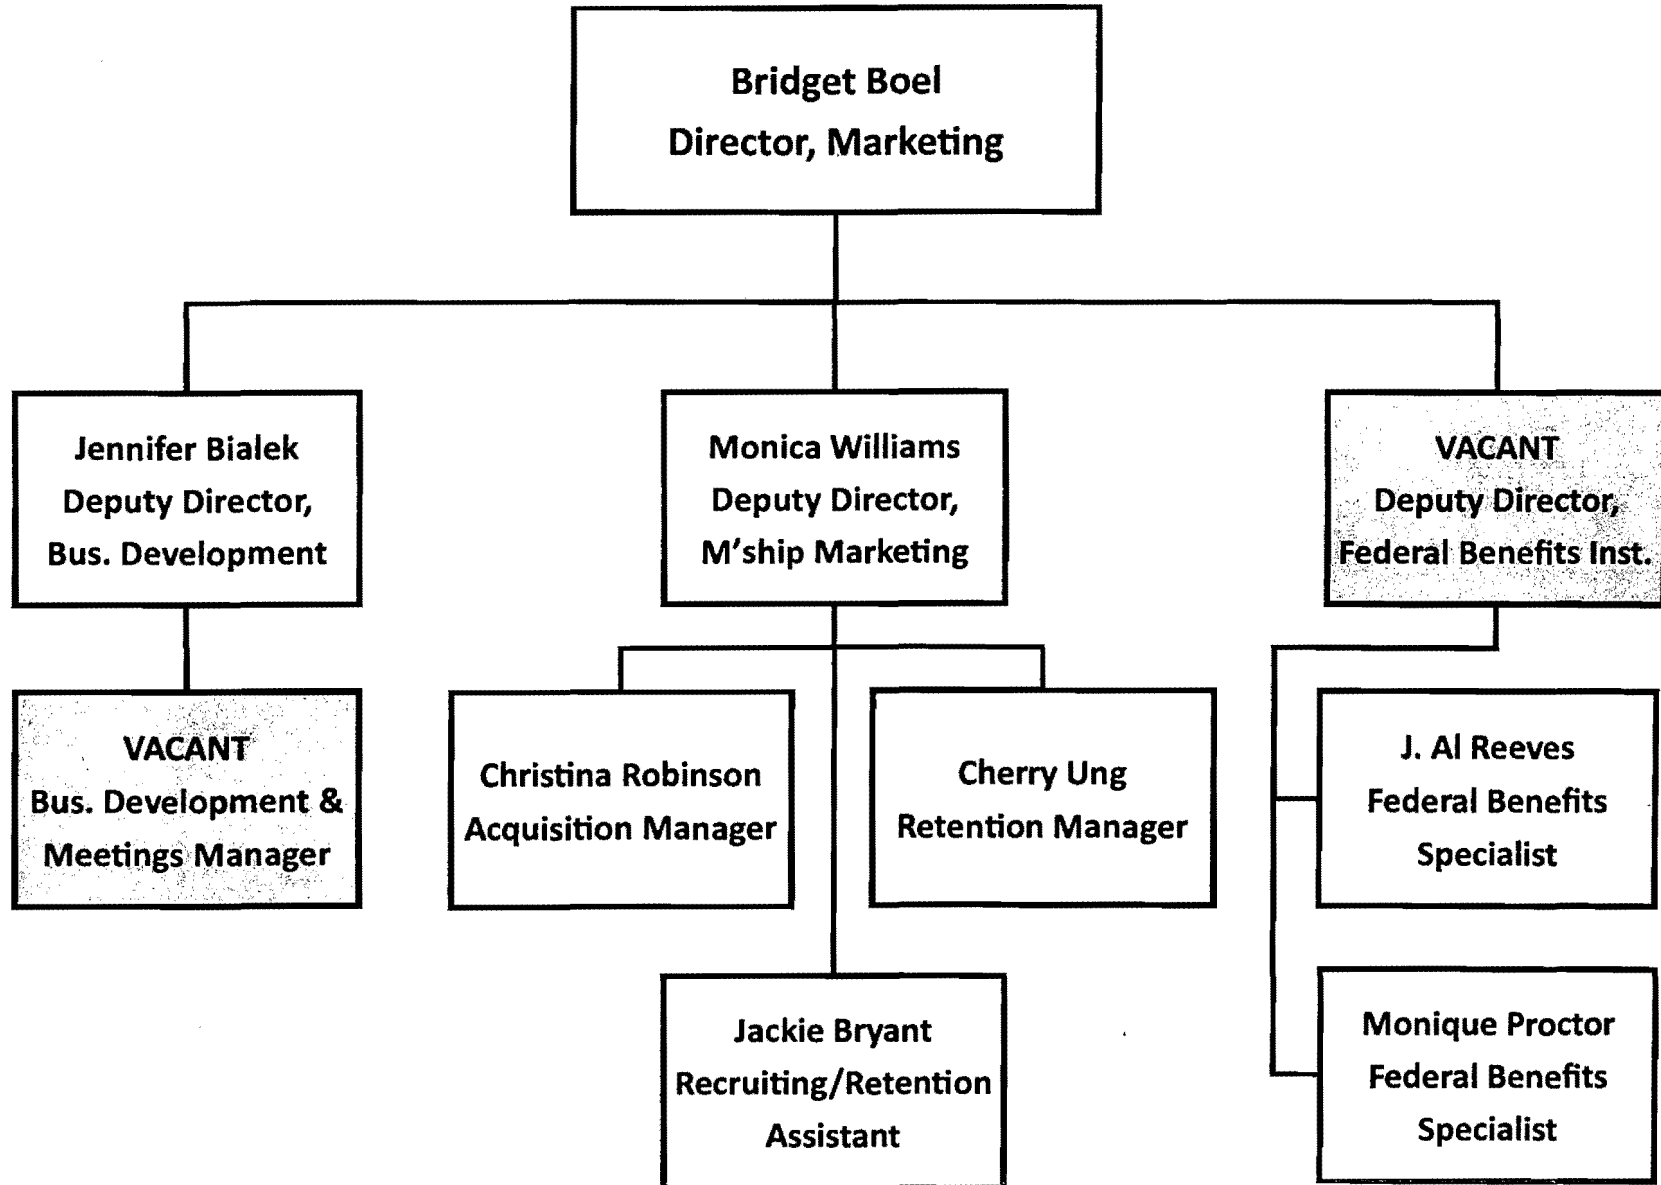 Bridget Boel
Director, Marketing
Jennifer Bialek
Deputy Director,
Bus. Development
Monica Williams
Deputy Director,
M'ship Marketing
VACANT
Deputy Director,
Federal Benefits Inst.
VACANT
Bus. Development &
Meetings Manager
Christina Robinson
Acquisition Manager
Cherry Ung
Retention Manager
J. Al Reeves
Federal Benefits
Specialist
Jackie Bryant
Recruiting/Retention
Assistant
Monique Proctor
Federal Benefits
Specialist